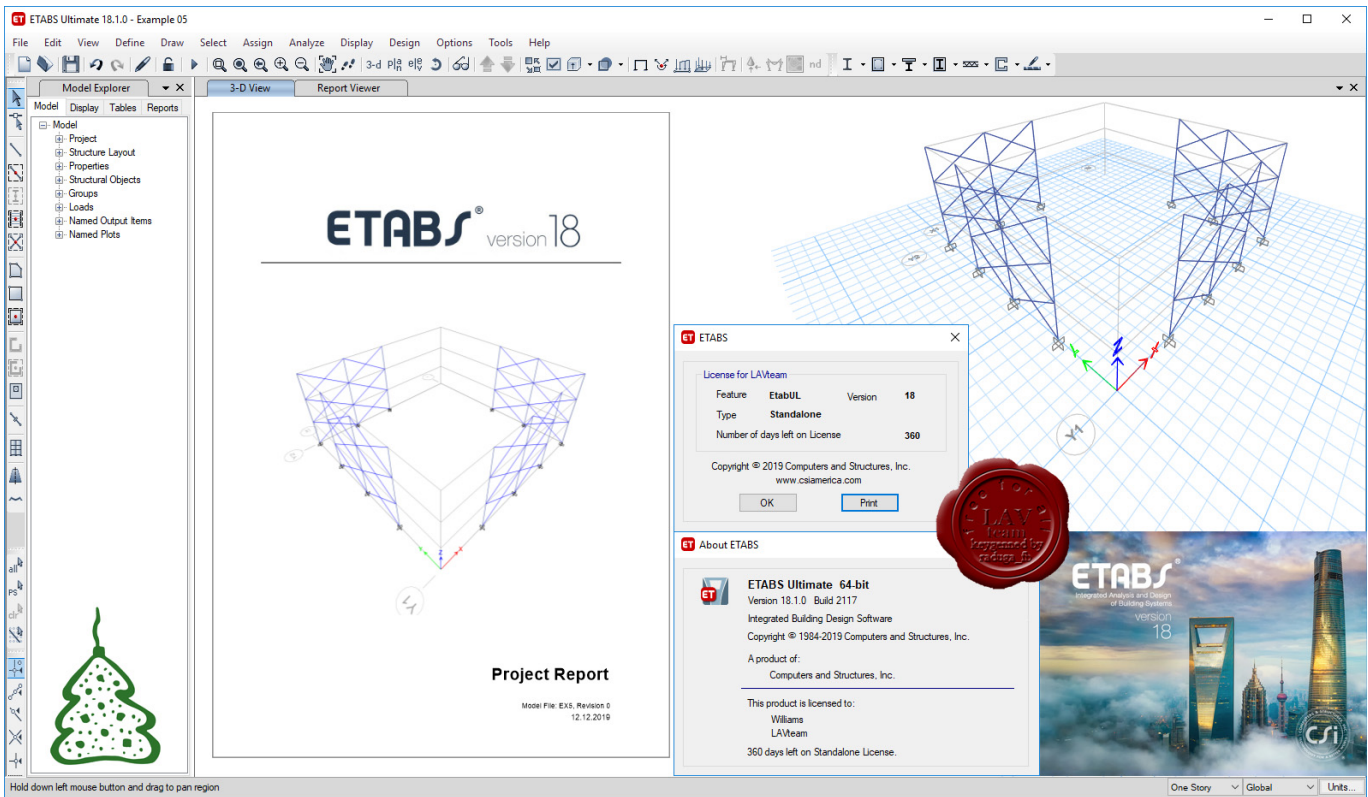 ETABS Ultimate 18.1.0 - Example 05
File Edit View Define Draw Select Assign Analyze Display Design Options Tools Help
3-d
nd
Model Explorer
3-D View
Report Viewer
Model Display Tables Reports
Model
Project
Structure Layout
Properties
Structural Objects
Groups
Loads
Named Output Items
Named Plots
all
PS
clr
ETABS® version 18
Project Report
Model File: EX5, Revision 0
12.12.2019
ETABS
License for LAVteam
Feature EtabUL Version 18
Type Standalone
Number of days left on License 360
Copyright © 2019 Computers and Structures, Inc.
www.csiamerica.com
OK Print
LAV
team
keygenned by
About ETABS
ETABS Ultimate 64-bit
Version 18.1.0 Build 2117
Integrated Building Design Software
Copyright © 1984-2019 Computers and Structures, Inc.
A product of:
Computers and Structures, Inc.
This product is licensed to:
Williams
LAVteam
360 days left on Standalone License.
ETABS®
Integrated Analysis and Design
of Building Systems
version
18
CSi
Hold down left mouse button and drag to pan region
One Story Global Units...